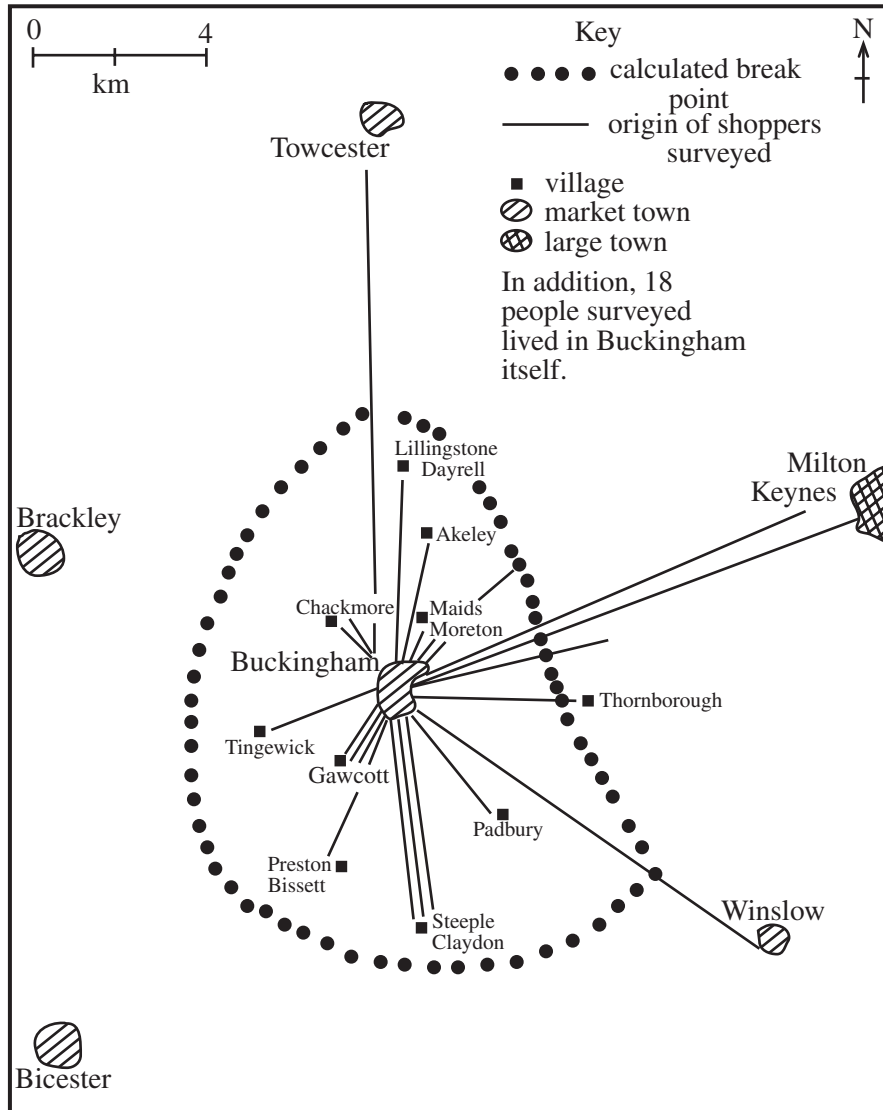 0 4
km
Key
N
calculated break
point
origin of shoppers
surveyed
village
market town
large town
In addition, 18
people surveyed
lived in Buckingham
itself.
Towcester
Lillingstone
Dayrell
Milton
Keynes
Brackley
Akeley
Chackmore
Maids
Moreton
Buckingham
Thornborough
Tingewick
Gawcott
Padbury
Preston
Bissett
Steeple
Claydon
Winslow
Bicester